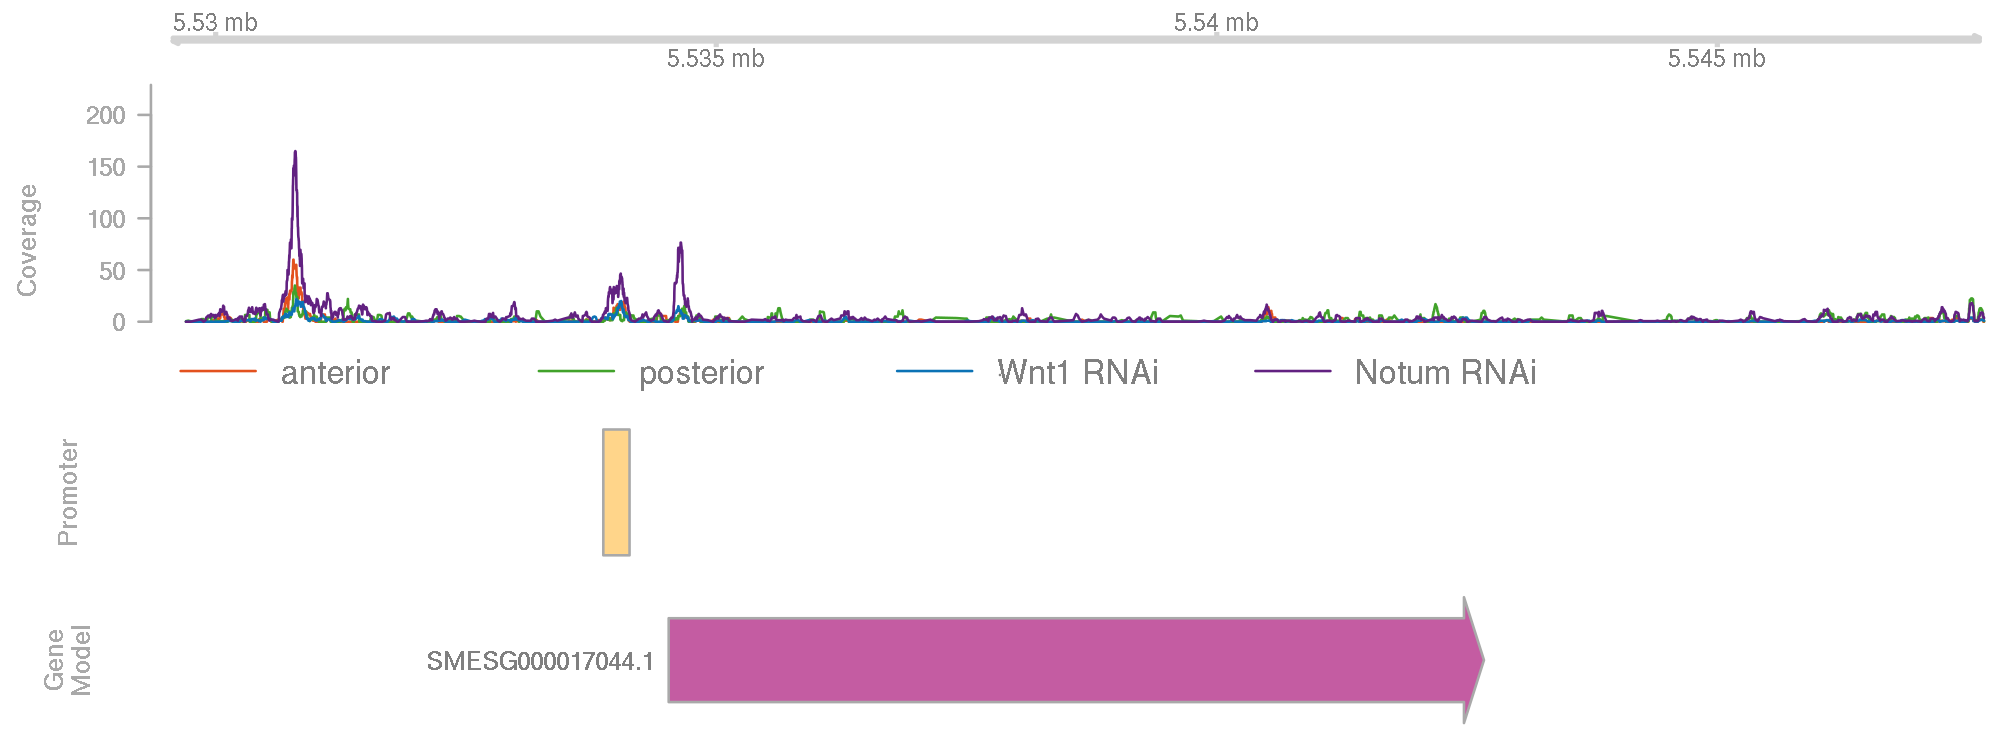 5.53 mb
5.54 mb
5.535 mb
5.545 mb
Coverage
200
150
100
50
0
anterior
posterior
Wnt1 RNAi
Notum RNAi
Promoter
Gene
Model
SMESG000017044.1